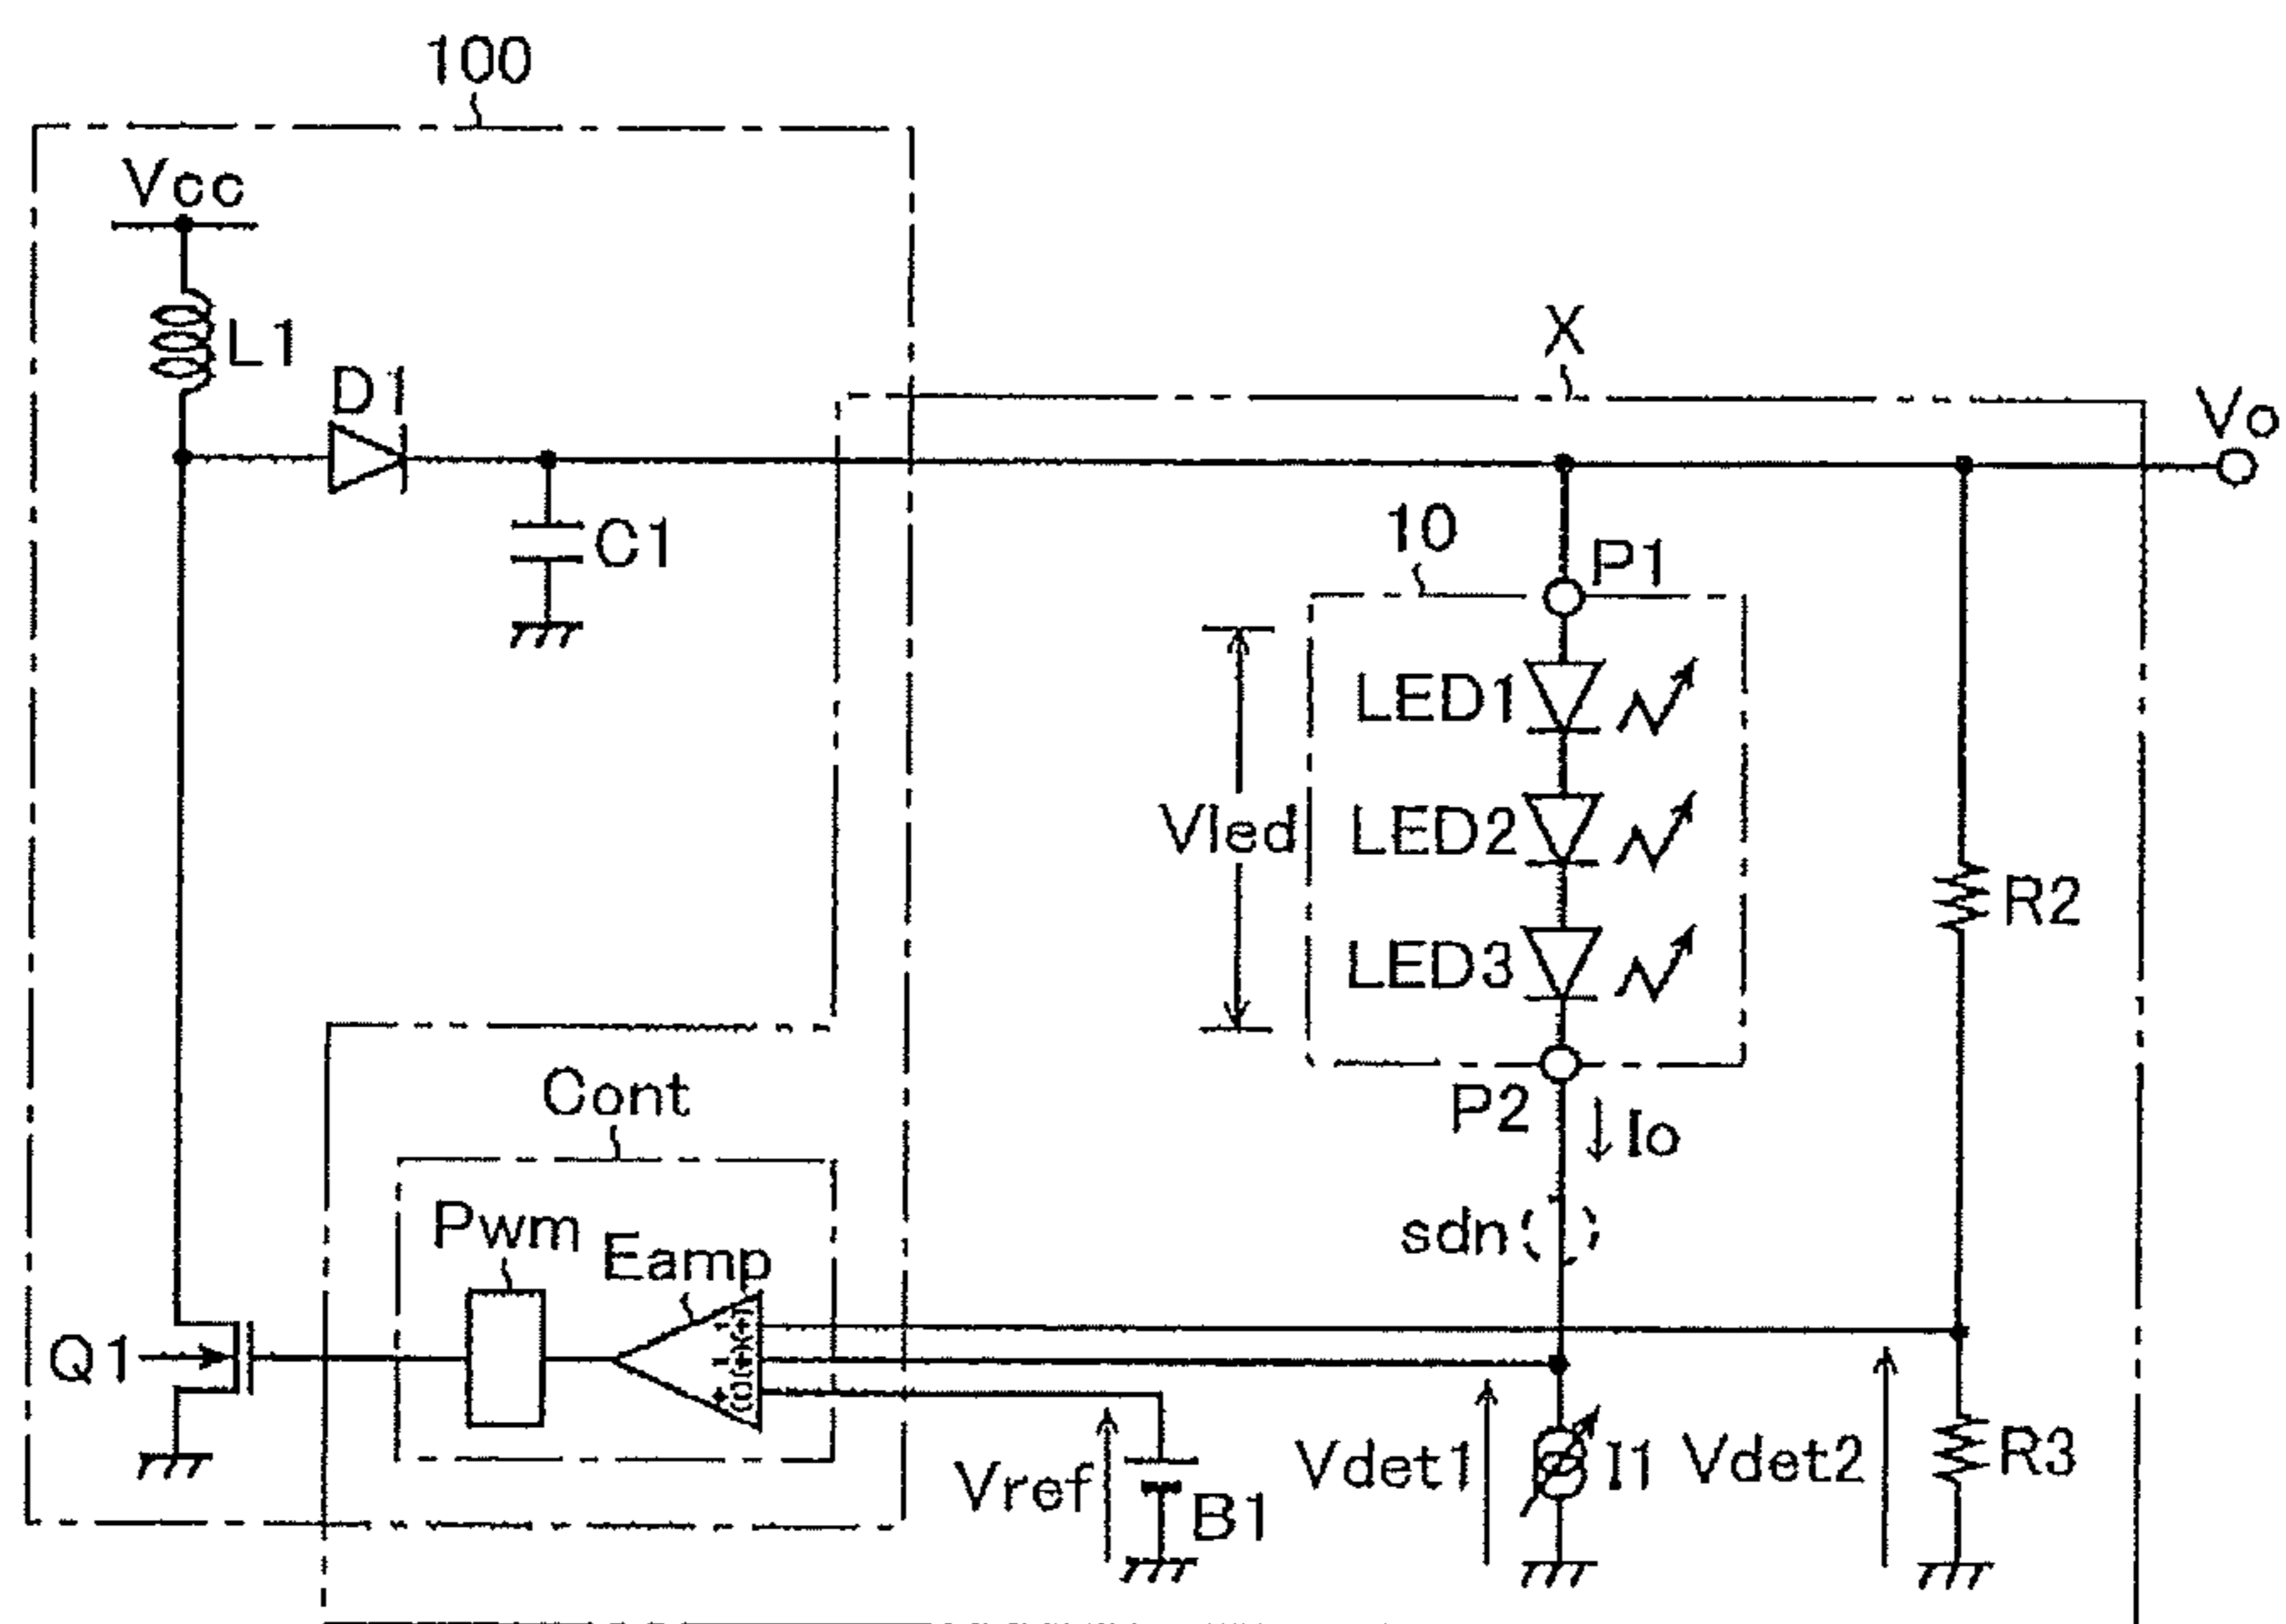 100
Vcc
L1
D1
C1
X
Vo
10
P1
LED1
Vled
LED2
R2
LED3
P2
Io
Cont
Pwm
Eamp
sdn
Q1
Vref
B1
Vdet1
I1
Vdet2
R3